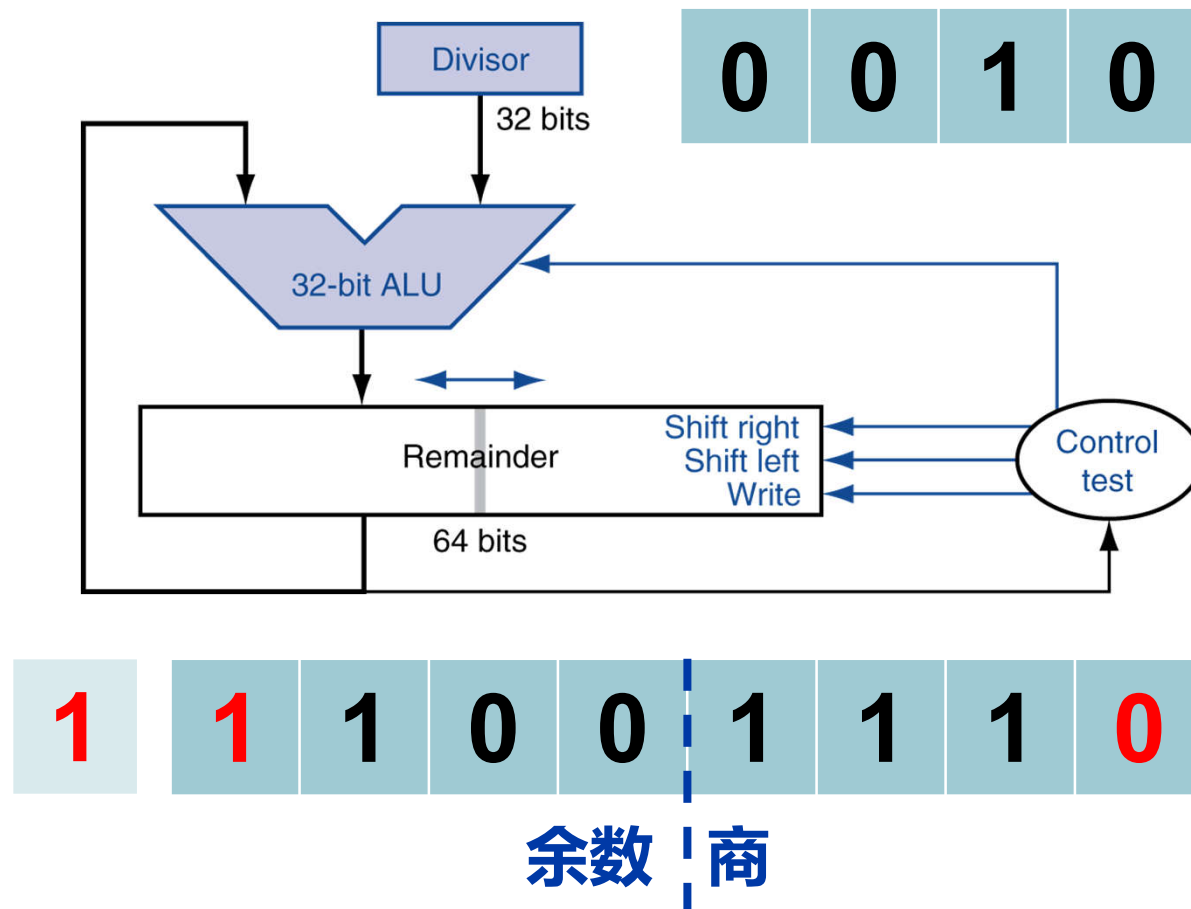 Divisor
0 0 1 0
32 bits
32-bit ALU
Remainder
Shift right
Shift left
Write
Control
test
64 bits
1 1 1 0 0 1 1 1 0
余数 商